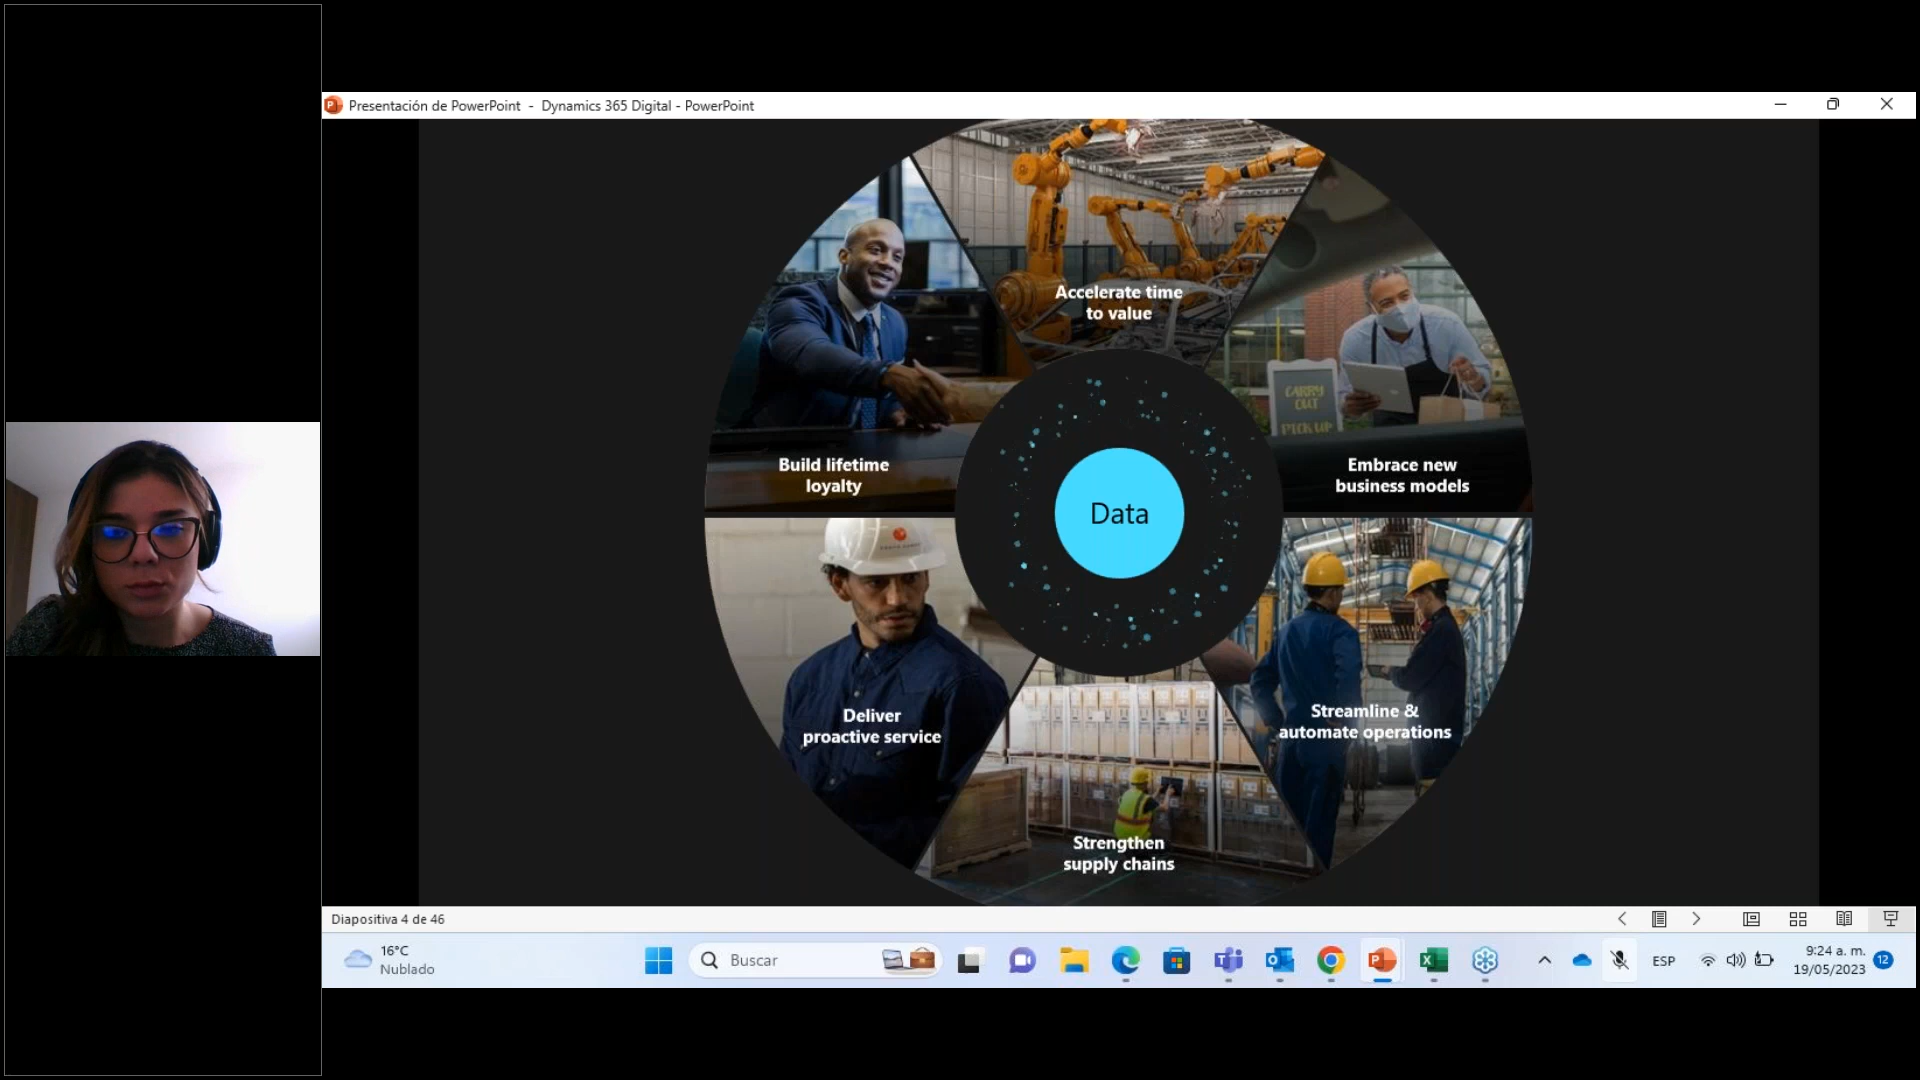 Presentación de PowerPoint - Dynamics 365 Digital - PowerPoint
Accelerate time
to value
CARRY
OUT
PICK UP
Build lifetime
loyalty
Embrace new
business models
Data
Deliver
proactive service
Streamline &
automate operations
Strengthen
supply chains
Diapositiva 4 de 46
16°C
Nublado
Buscar
ESP
9:24 a. m.
19/05/2023
12